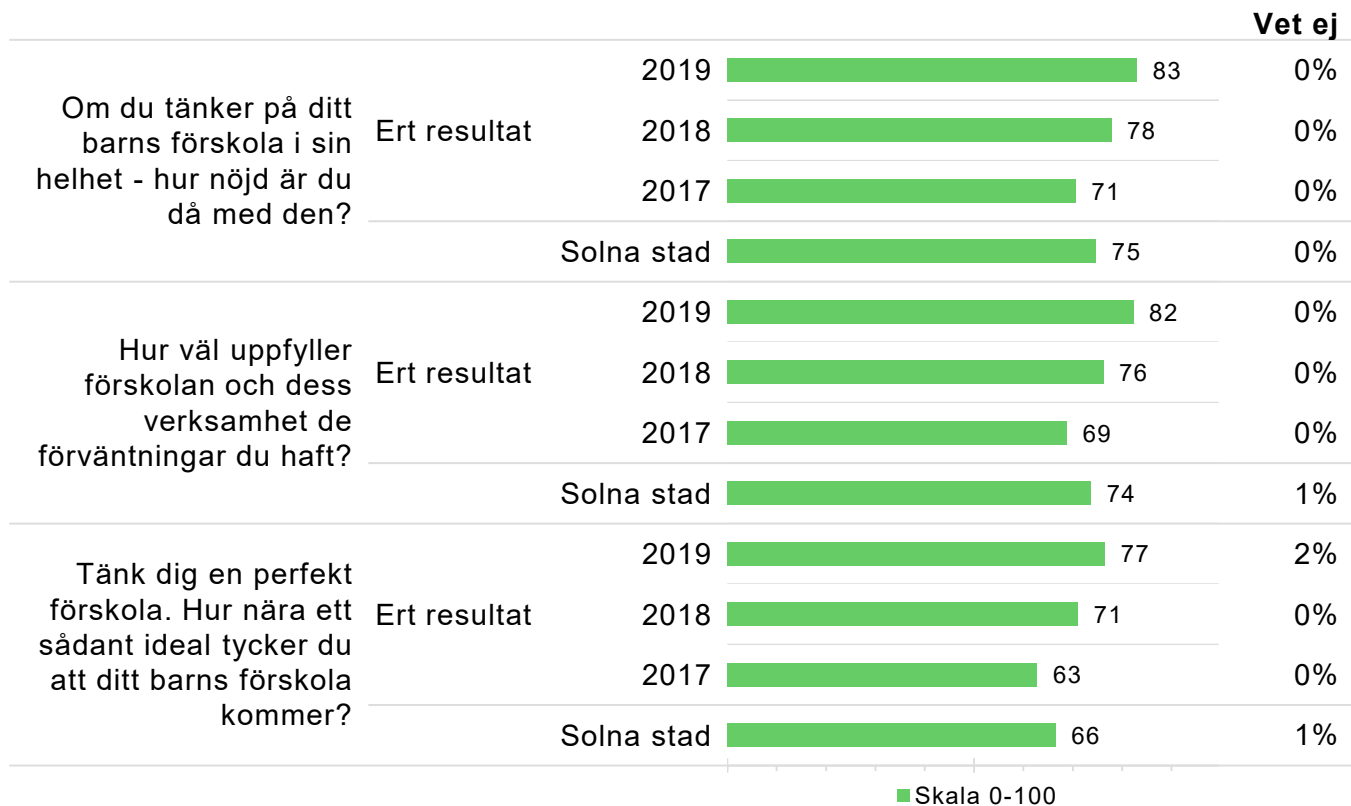 Vet ej
Om du tänker på ditt
barns förskola i sin
helhet - hur nöjd är du
då med den?
Ert resultat
2019 83 0%
2018 78 0%
2017 71 0%
Solna stad 75 0%
Hur väl uppfyller
förskolan och dess
verksamhet de
förväntningar du haft?
Ert resultat
2019 82 0%
2018 76 0%
2017 69 0%
Solna stad 74 1%
Tänk dig en perfekt
förskola. Hur nära ett
sådant ideal tycker du
att ditt barns förskola
kommer?
Ert resultat
2019 77 2%
2018 71 0%
2017 63 0%
Solna stad 66 1%
Skala 0-100